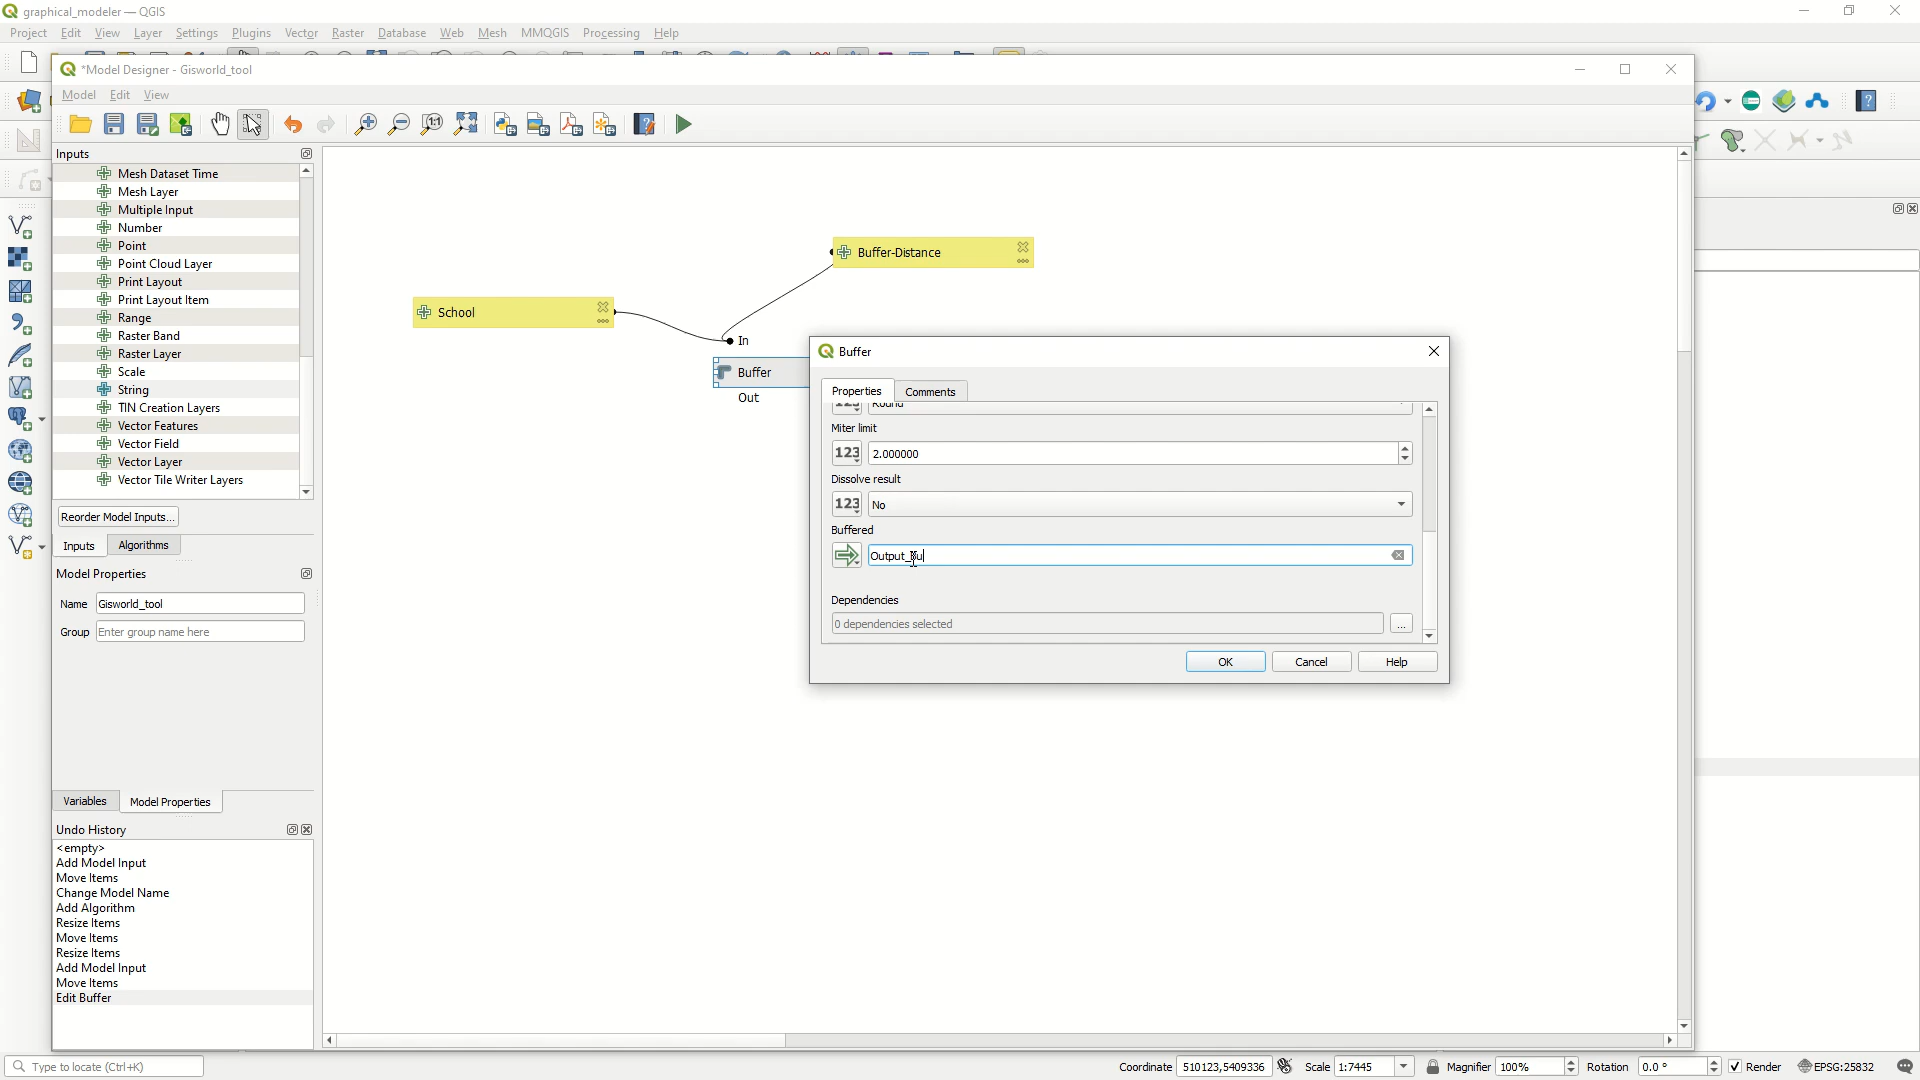 graphical_modeler — QGIS
Project Edit View Layer Settings Plugins Vector Raster Database Web Mesh MMQGIS Processing Help
*Model Designer - Gisworld_tool
Model Edit View
Inputs
Mesh Dataset Time
Mesh Layer
Multiple Input
Number
Point
Point Cloud Layer
Print Layout
Print Layout Item
Range
Raster Band
Raster Layer
Scale
String
TIN Creation Layers
Vector Features
Vector Field
Vector Layer
Vector Tile Writer Layers
Reorder Model Inputs...
Inputs Algorithms
Model Properties
Name Gisworld_tool
Group Enter group name here
Variables Model Properties
Undo History
<empty>
Add Model Input
Move Items
Change Model Name
Add Algorithm
Resize Items
Move Items
Resize Items
Add Model Input
Move Items
Edit Buffer
Buffer-Distance
School
In
Buffer
Out
Buffer
Properties Comments
123 Round
Miter limit
123 2.000000
Dissolve result
123 No
Buffered
Output_Bu
Dependencies
0 dependencies selected ...
OK Cancel Help
Type to locate (Ctrl+K) Coordinate 510123,5409336 Scale 1:7445 Magnifier 100% Rotation 0.0 ° Render EPSG:25832